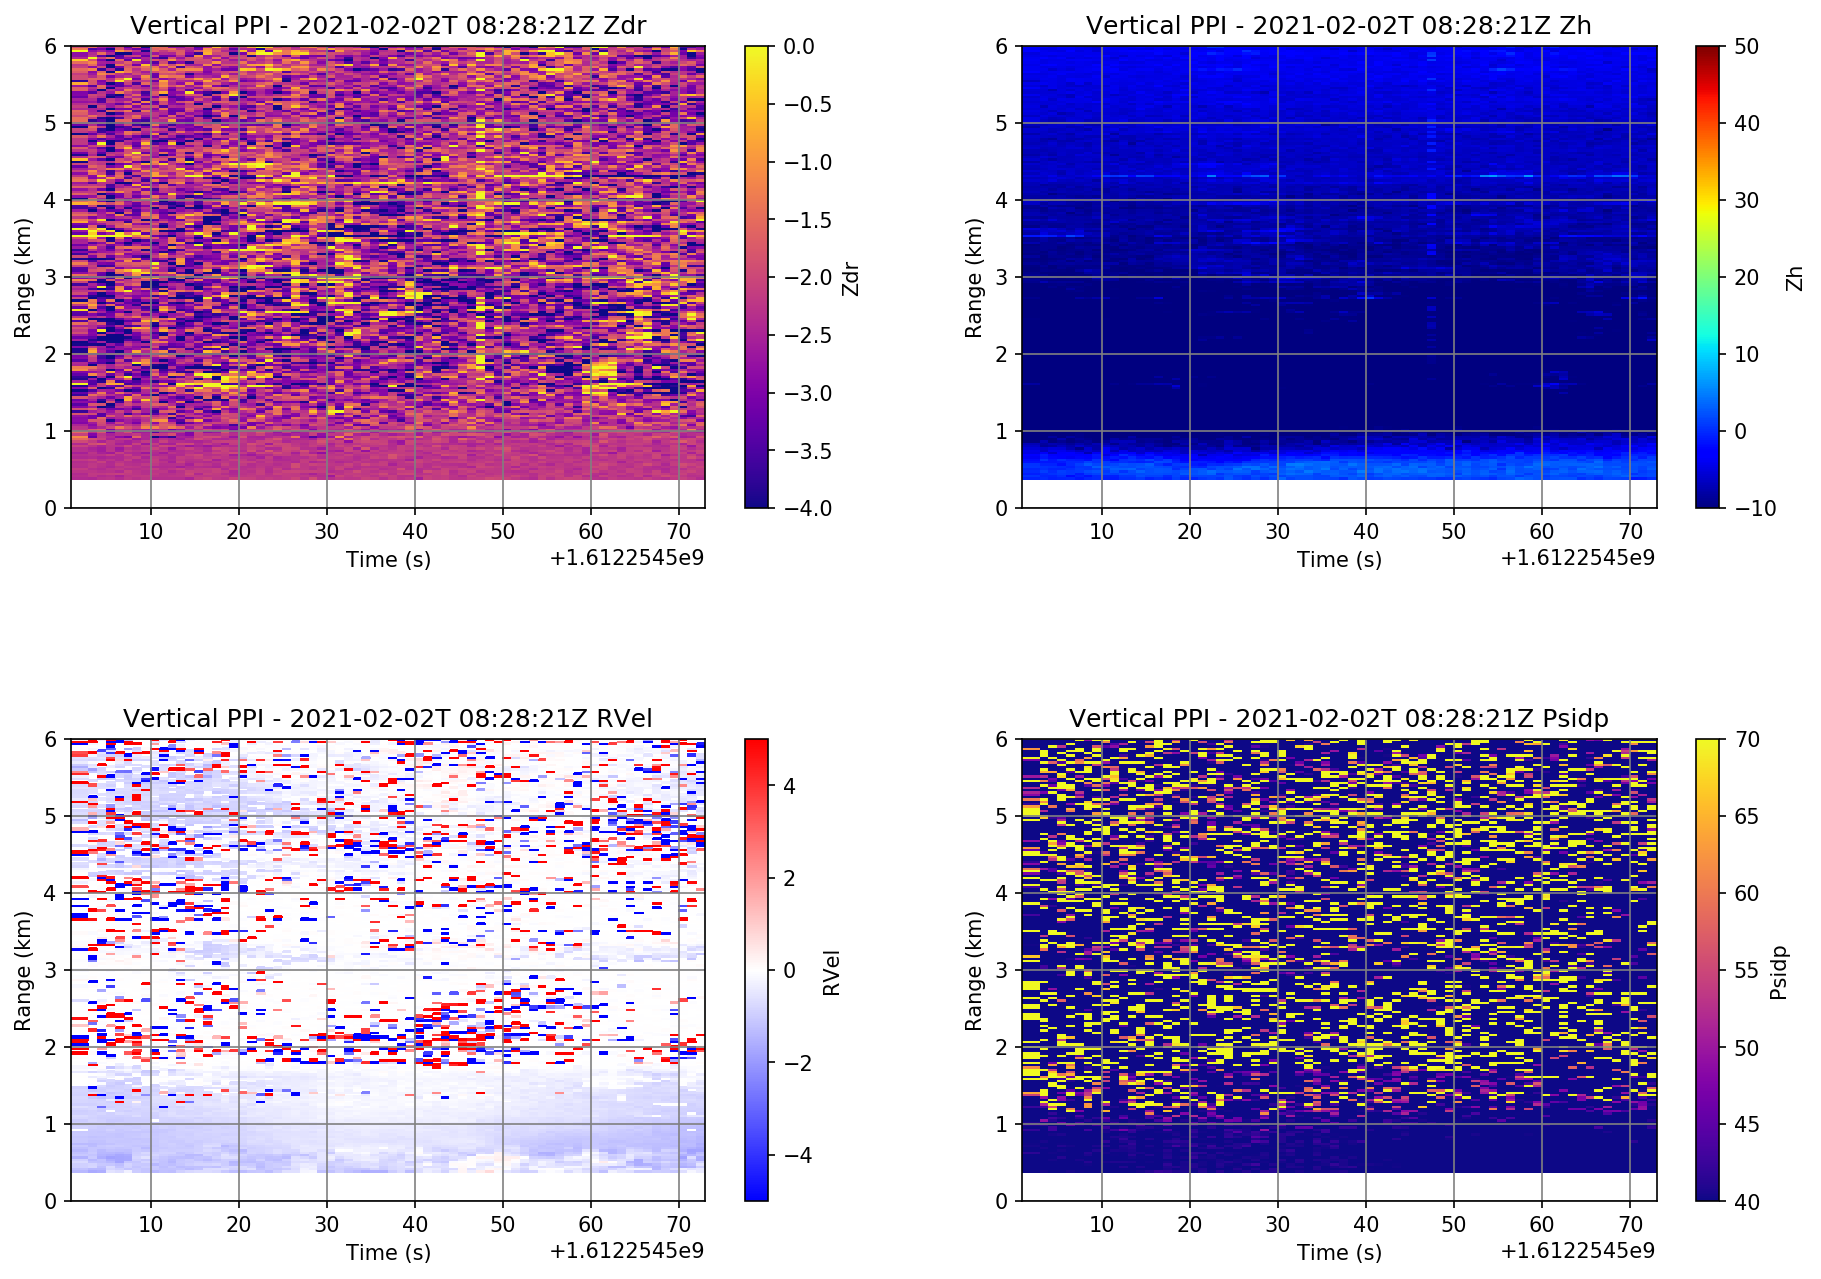 Vertical PPI - 2021-02-02T 08:28:21Z Zdr
6
5
4
3
2
1
0
Range (km)
10 20 30 40 50 60 70
Time (s)
+1.6122545e9
0.0
−0.5
−1.0
−1.5
−2.0
−2.5
−3.0
−3.5
−4.0
Zdr
Vertical PPI - 2021-02-02T 08:28:21Z Zh
6
5
4
3
2
1
0
Range (km)
10 20 30 40 50 60 70
Time (s)
+1.6122545e9
50
40
30
20
10
0
−10
Zh
Vertical PPI - 2021-02-02T 08:28:21Z RVel
6
5
4
3
2
1
0
Range (km)
10 20 30 40 50 60 70
Time (s)
+1.6122545e9
4
2
0
−2
−4
RVel
Vertical PPI - 2021-02-02T 08:28:21Z Psidp
6
5
4
3
2
1
0
Range (km)
10 20 30 40 50 60 70
Time (s)
+1.6122545e9
70
65
60
55
50
45
40
Psidp